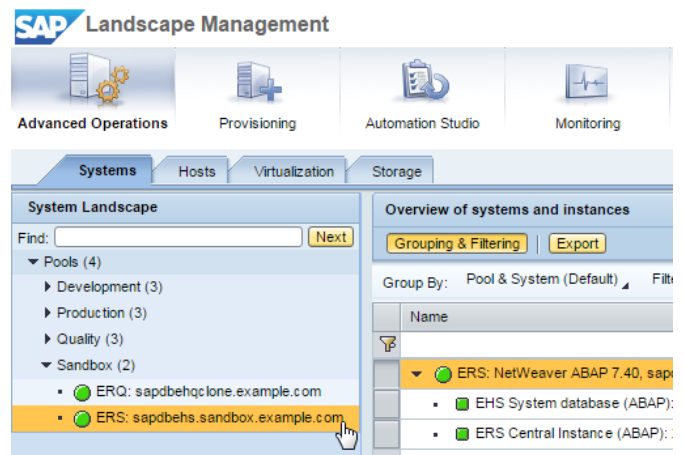 SAP Landscape Management
Advanced Operations Provisioning Automation Studio Monitoring
Systems Hosts Virtualization Storage
System Landscape
Find: Next
Pools (4)
Development (3)
Production (3)
Quality (3)
Sandbox (2)
ERQ: sapdbehqclone.example.com
ERS: sapdbehs.sandbox.example.com
Overview of systems and instances
Grouping & Filtering Export
Group By: Pool & System (Default) Filt
Name
ERS: NetWeaver ABAP 7.40, sapd
EHS System database (ABAP):
ERS Central Instance (ABAP):